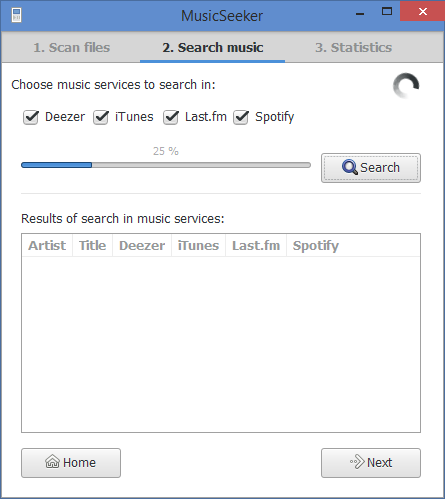 MusicSeeker
1. Scan files 2. Search music 3. Statistics
Choose music services to search in:
Deezer iTunes Last.fm Spotify
25 %
Search
Results of search in music services:
Artist Title Deezer iTunes Last.fm Spotify
Home Next